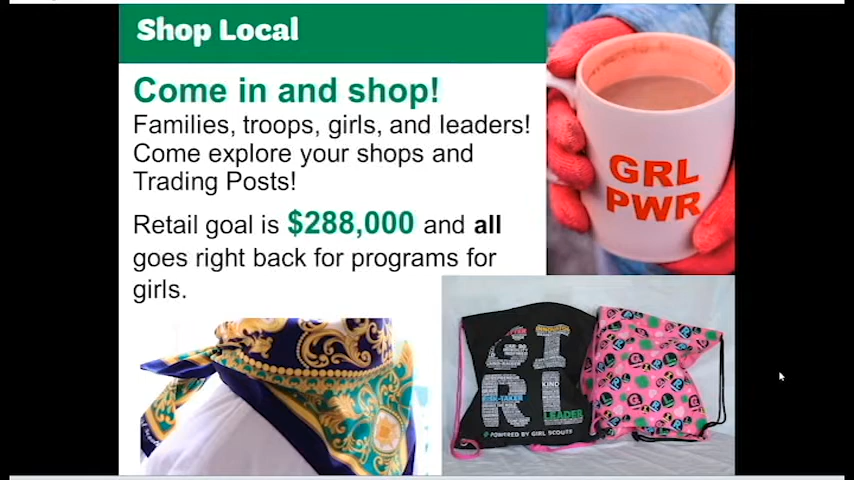 Shop Local
Come in and shop!
Families, troops, girls, and leaders!
Come explore your shops and
Trading Posts!
Retail goal is $288,000 and all
goes right back for programs for
girls.
GRL
PWR
GIRL
KIND
LEADER
POWERED BY GIRL SCOUTS